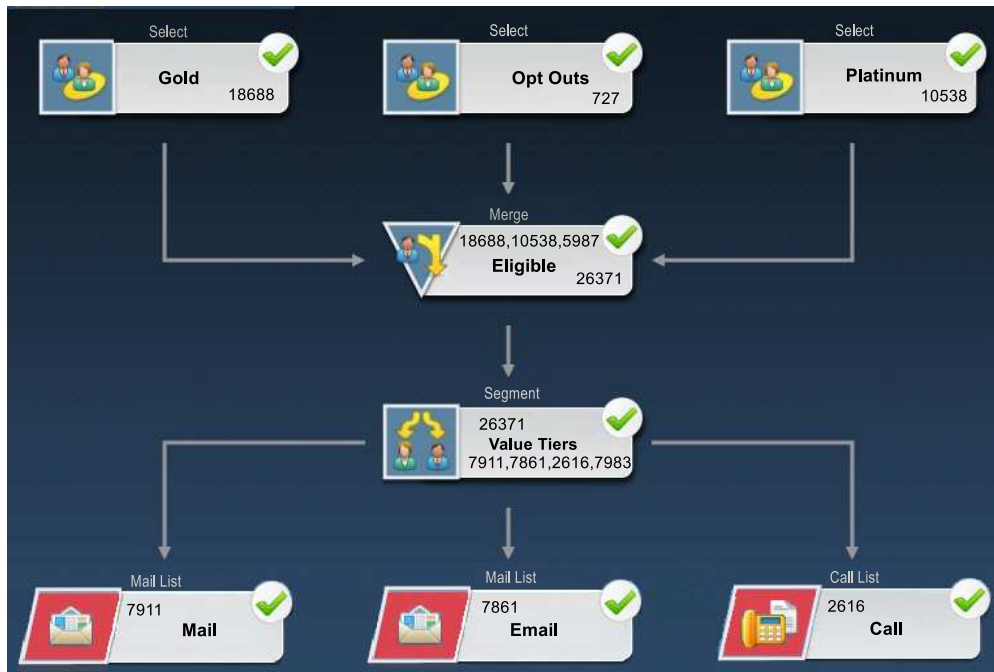 Select
Gold
18688
Select
Opt Outs
727
Select
Platinum
10538
Merge
18688,10538,5987
Eligible
26371
Segment
26371
Value Tiers
7911,7861,2616,7983
Mail List
7911
Mail
Mail List
7861
Email
Call List
2616
Call